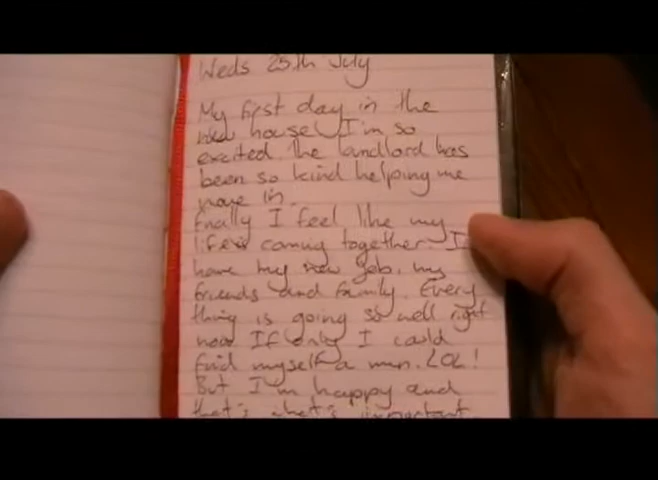 Weds 25th July
My first day in the
new house! I'm so
excited. The landlord has
been so kind helping me
move in.
Finally I feel like my
life's coming together. I
have my new job, my
friends and family. Every
thing is going so well right
now. If only I could
find myself a man. LOL!
But I'm happy and
that's what's important